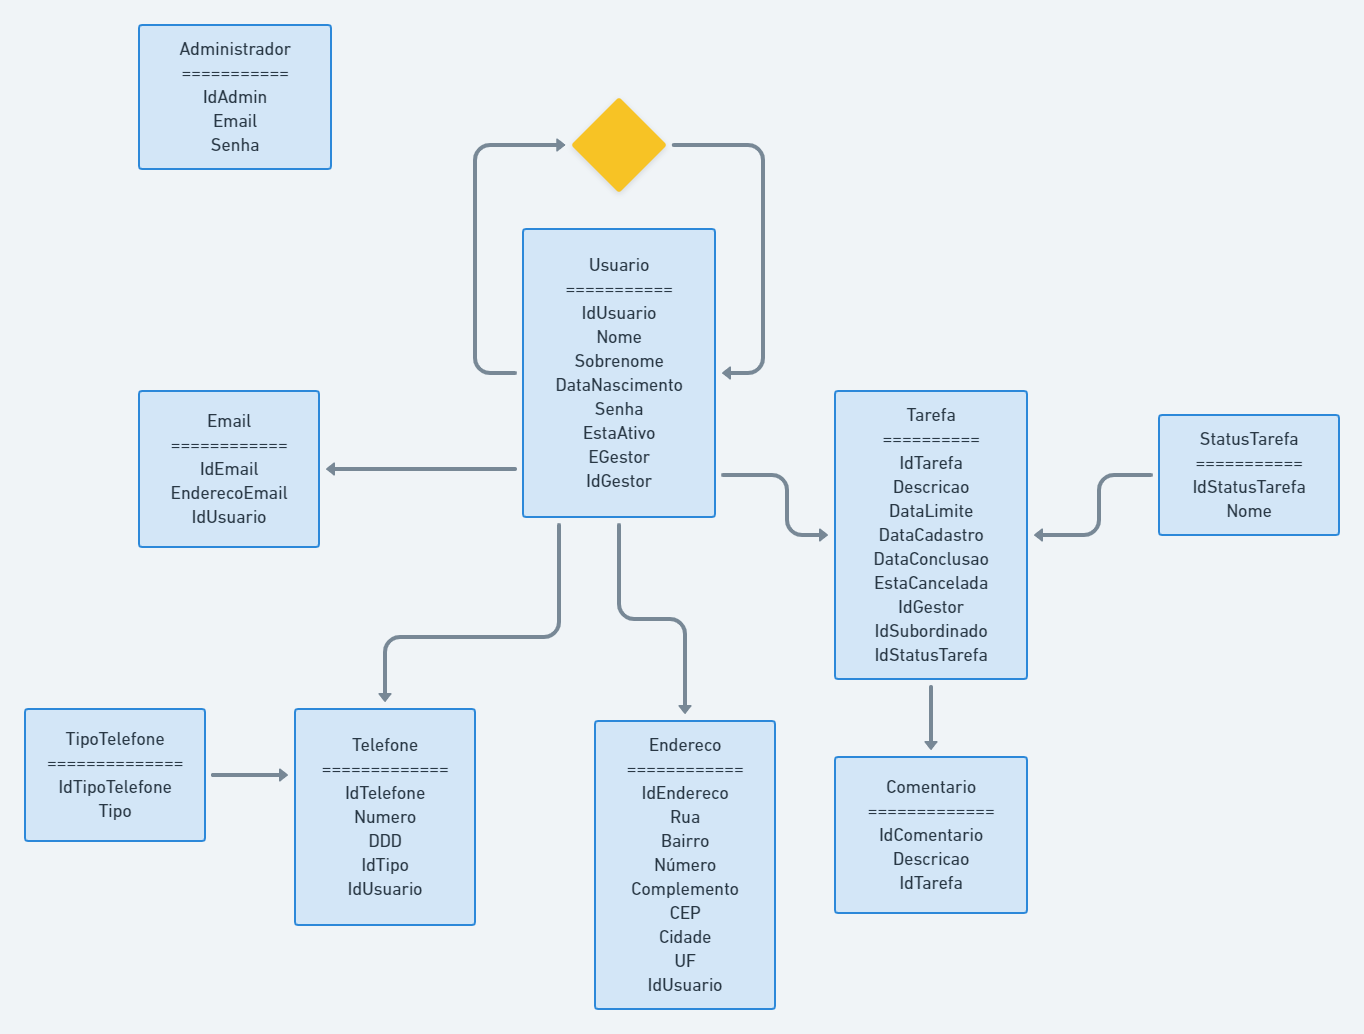 Administrador
===========
IdAdmin
Email
Senha
Usuario
===========
IdUsuario
Nome
Sobrenome
DataNascimento
Senha
EstaAtivo
EGestor
IdGestor
Email
============
IdEmail
EnderecoEmail
IdUsuario
Tarefa
==========
IdTarefa
Descricao
DataLimite
DataCadastro
DataConclusao
EstaCancelada
IdGestor
IdSubordinado
IdStatusTarefa
StatusTarefa
===========
IdStatusTarefa
Nome
TipoTelefone
==============
IdTipoTelefone
Tipo
Telefone
=============
IdTelefone
Numero
DDD
IdTipo
IdUsuario
Endereco
============
IdEndereco
Rua
Bairro
Número
Complemento
CEP
Cidade
UF
IdUsuario
Comentario
=============
IdComentario
Descricao
IdTarefa